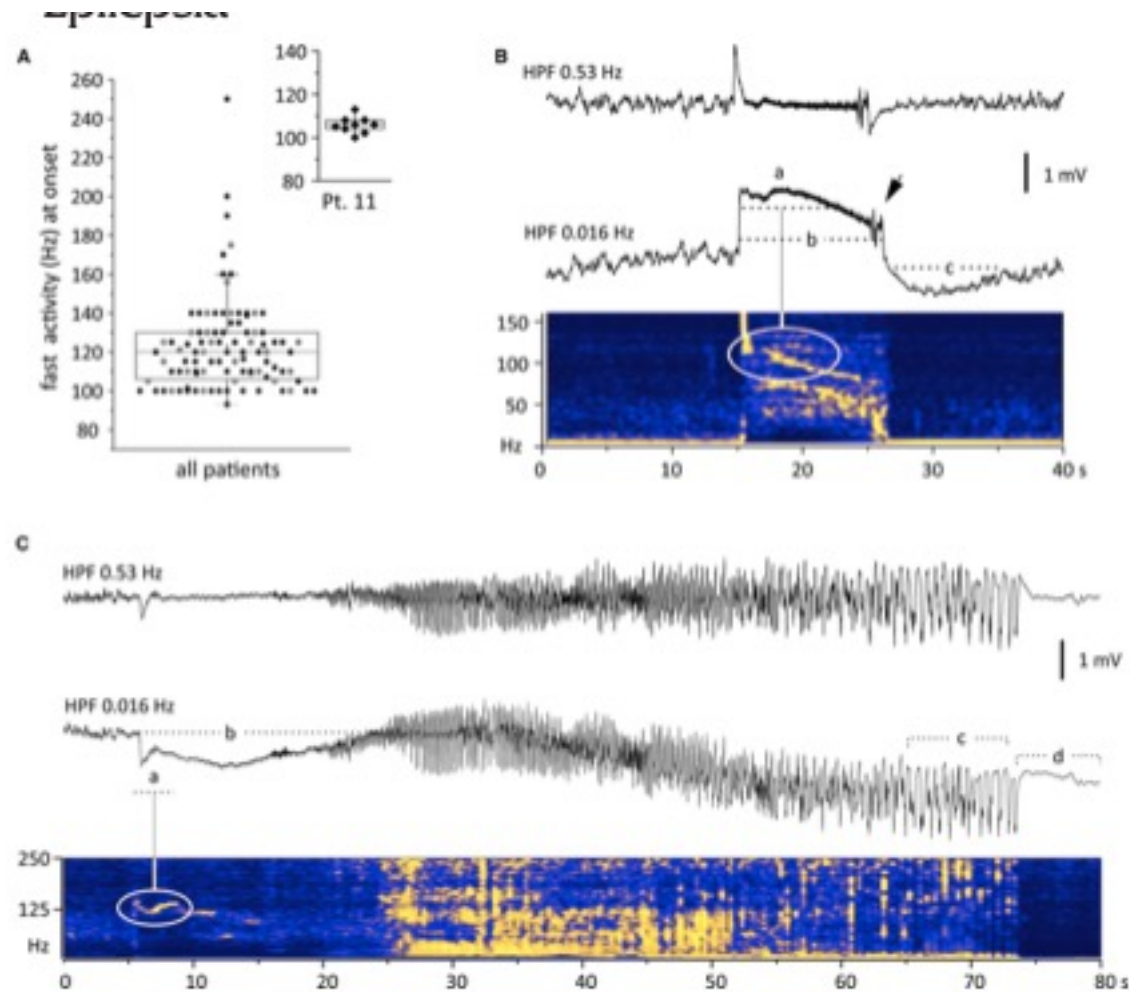 Epilepsia
A
140
120
100
80
Pt. 11
260
240
220
200
180
160
140
120
100
80
fast activity (Hz) at onset
all patients
B
HPF 0.53 Hz
1 mV
a
HPF 0.016 Hz
b
c
150
100
50
Hz
0 10 20 30 40 s
C
HPF 0.53 Hz
1 mV
HPF 0.016 Hz
b
c
d
a
250
125
Hz
0 10 20 30 40 50 60 70 80 s